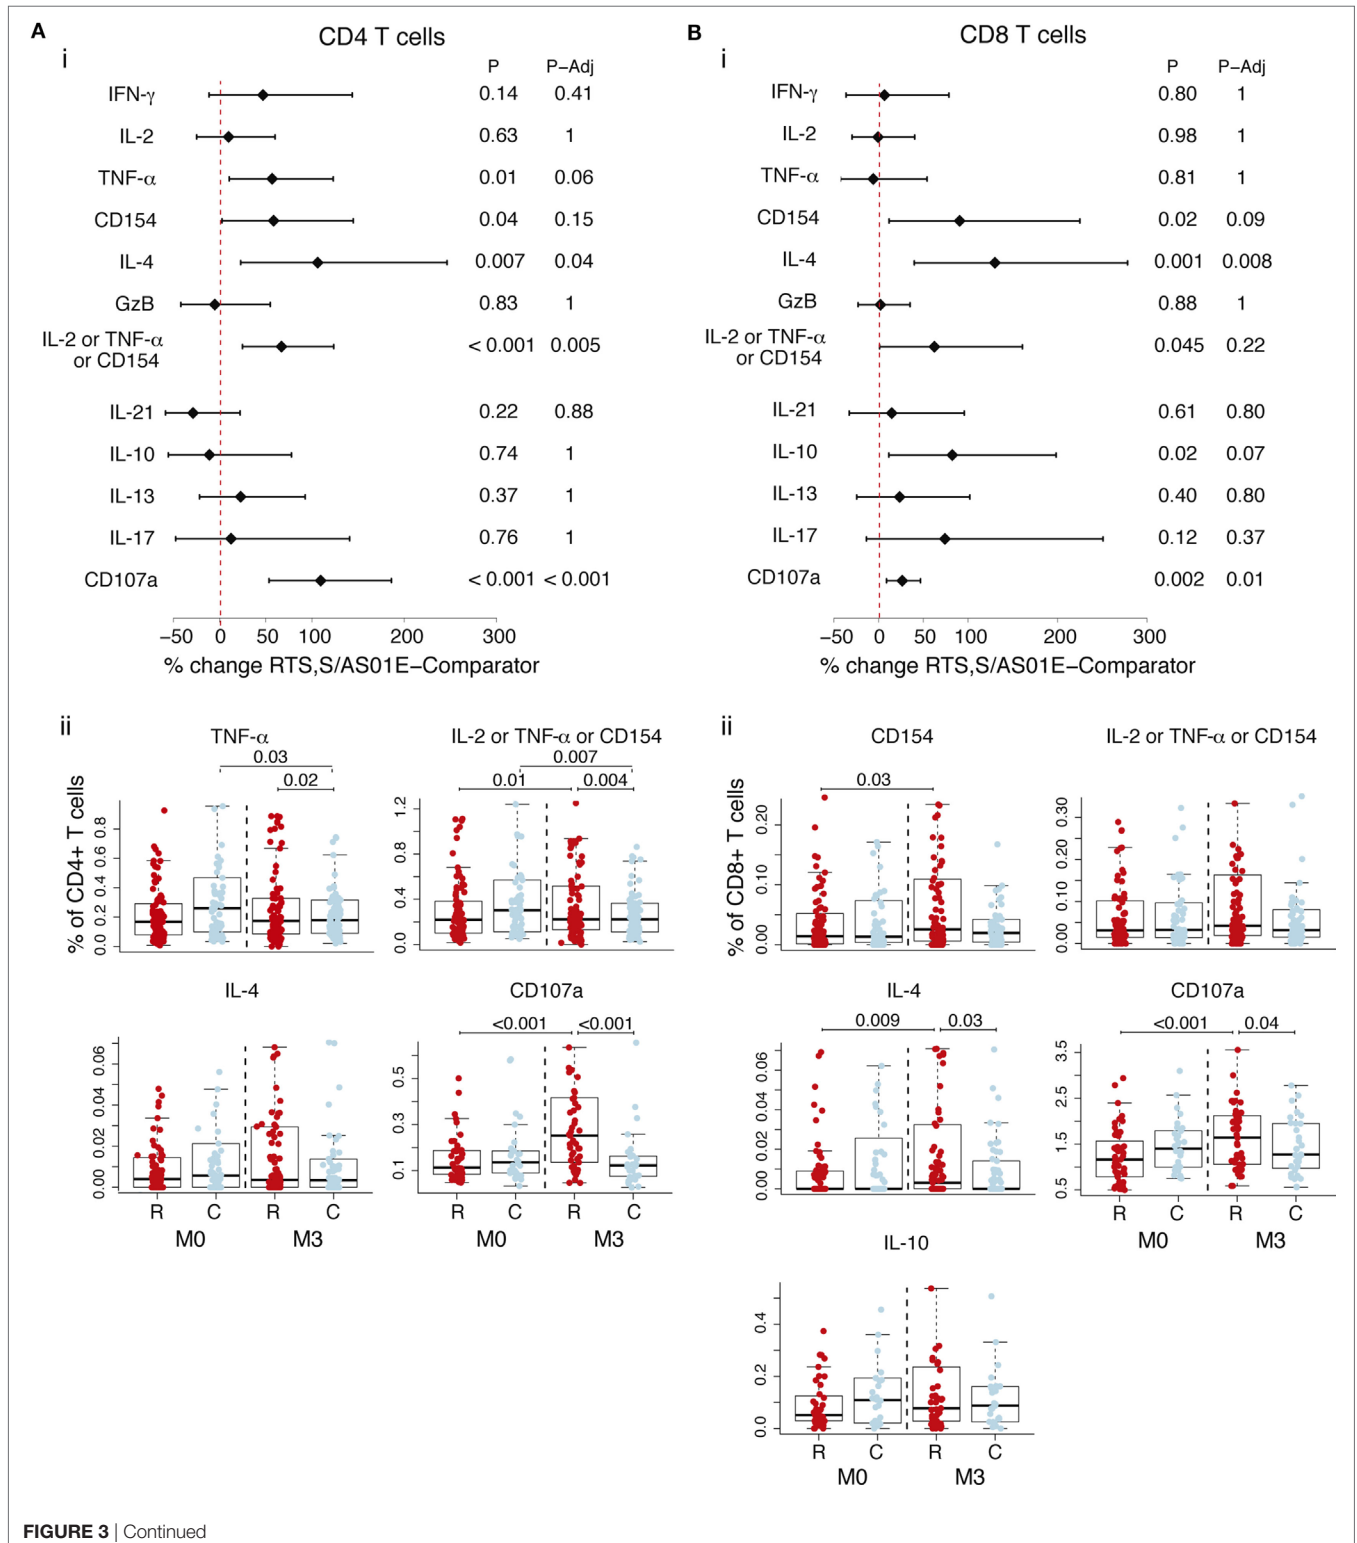 A
CD4 T cells
i
P P–Adj
IFN-γ 0.14 0.41
IL-2 0.63 1
TNF-α 0.01 0.06
CD154 0.04 0.15
IL-4 0.007 0.04
GzB 0.83 1
IL-2 or TNF-α
or CD154 < 0.001 0.005
IL-21 0.22 0.88
IL-10 0.74 1
IL-13 0.37 1
IL-17 0.76 1
CD107a < 0.001 < 0.001
−50 0 50 100 200 300
% change RTS,S/AS01E−Comparator
B
CD8 T cells
i
P P–Adj
IFN-γ 0.80 1
IL-2 0.98 1
TNF-α 0.81 1
CD154 0.02 0.09
IL-4 0.001 0.008
GzB 0.88 1
IL-2 or TNF-α
or CD154 0.045 0.22
IL-21 0.61 0.80
IL-10 0.02 0.07
IL-13 0.40 0.80
IL-17 0.12 0.37
CD107a 0.002 0.01
−50 0 50 100 200 300
% change RTS,S/AS01E−Comparator
ii
% of CD4+ T cells
TNF-α
0.03
0.02
0.8
0.6
0.4
0.2
0.0
IL-2 or TNF-α or CD154
0.007
0.01 0.004
1.2
0.8
0.4
0.0
IL-4
0.06
0.04
0.02
0.00
R C R C
M0 M3
CD107a
<0.001 <0.001
0.5
0.3
0.1
R C R C
M0 M3
ii
% of CD8+ T cells
CD154
0.03
0.20
0.10
0.00
IL-2 or TNF-α or CD154
0.30
0.20
0.10
0.00
IL-4
0.009 0.03
0.06
0.04
0.02
0.00
CD107a
<0.001 0.04
3.5
2.5
1.5
0.5
R C R C
M0 M3
IL-10
0.4
0.2
0.0
R C R C
M0 M3
FIGURE 3 | Continued